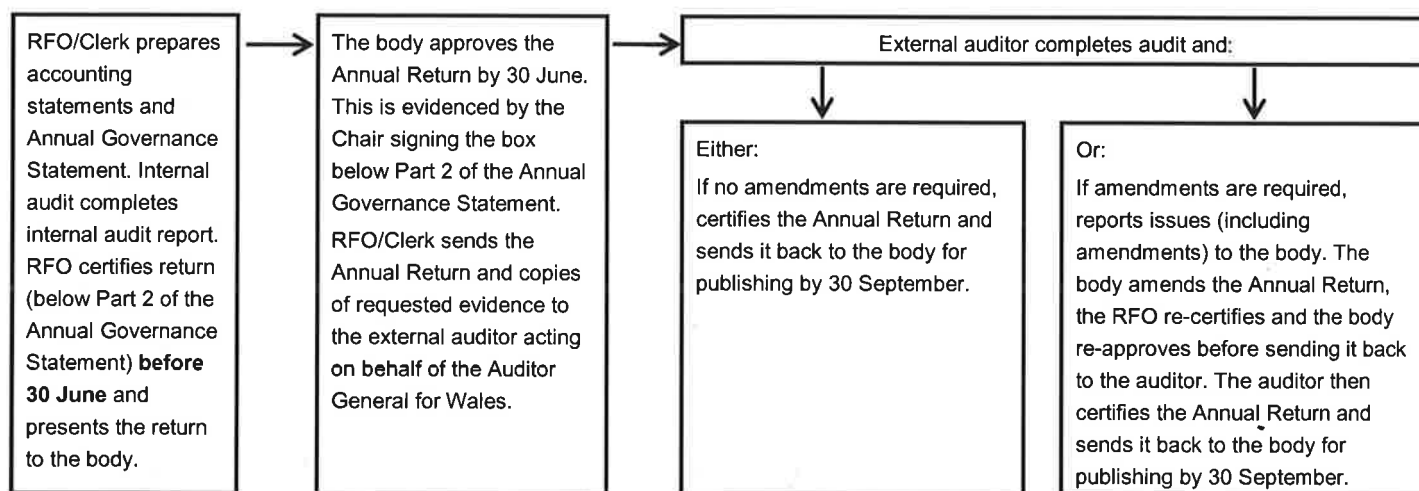 RFO/Clerk prepares
accounting
statements and
Annual Governance
Statement. Internal
audit completes
internal audit report.
RFO certifies return
(below Part 2 of the
Annual Governance
Statement) before
30 June and
presents the return
to the body.
The body approves the
Annual Return by 30 June.
This is evidenced by the
Chair signing the box
below Part 2 of the Annual
Governance Statement.
RFO/Clerk sends the
Annual Return and copies
of requested evidence to
the external auditor acting
on behalf of the Auditor
General for Wales.
External auditor completes audit and:
Either:
If no amendments are required,
certifies the Annual Return and
sends it back to the body for
publishing by 30 September.
Or:
If amendments are required,
reports issues (including
amendments) to the body. The
body amends the Annual Return,
the RFO re-certifies and the body
re-approves before sending it back
to the auditor. The auditor then
certifies the Annual Return and
sends it back to the body for
publishing by 30 September.